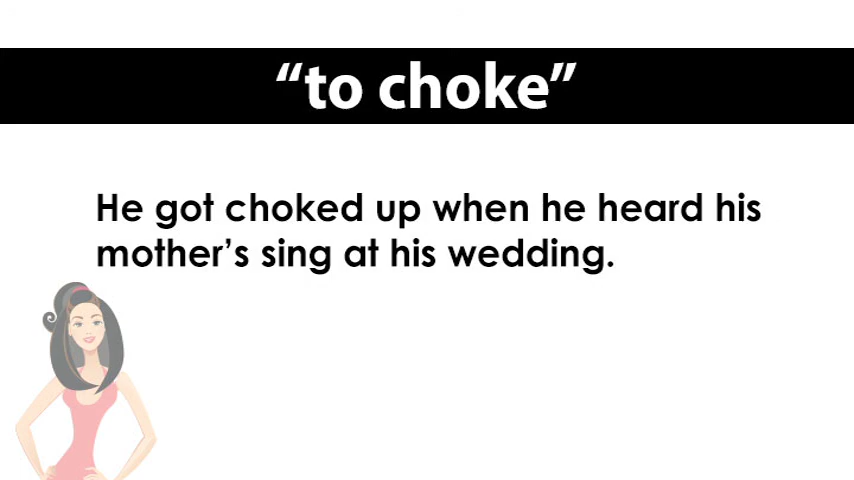 “to choke”
He got choked up when he heard his
mother’s sing at his wedding.